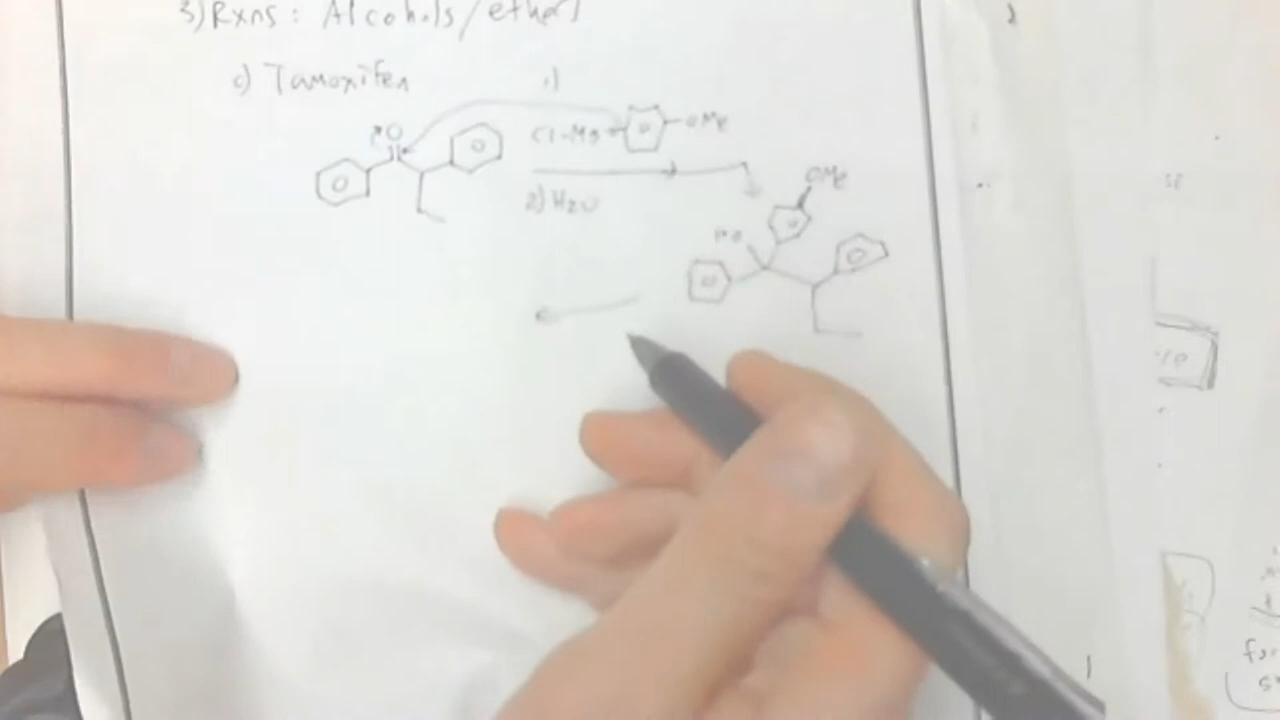 3) Rxns: Alcohols/ethers
c) Tamoxifen
1)
O
Cl-Mg
OMe
2) H2O
OMe
HO